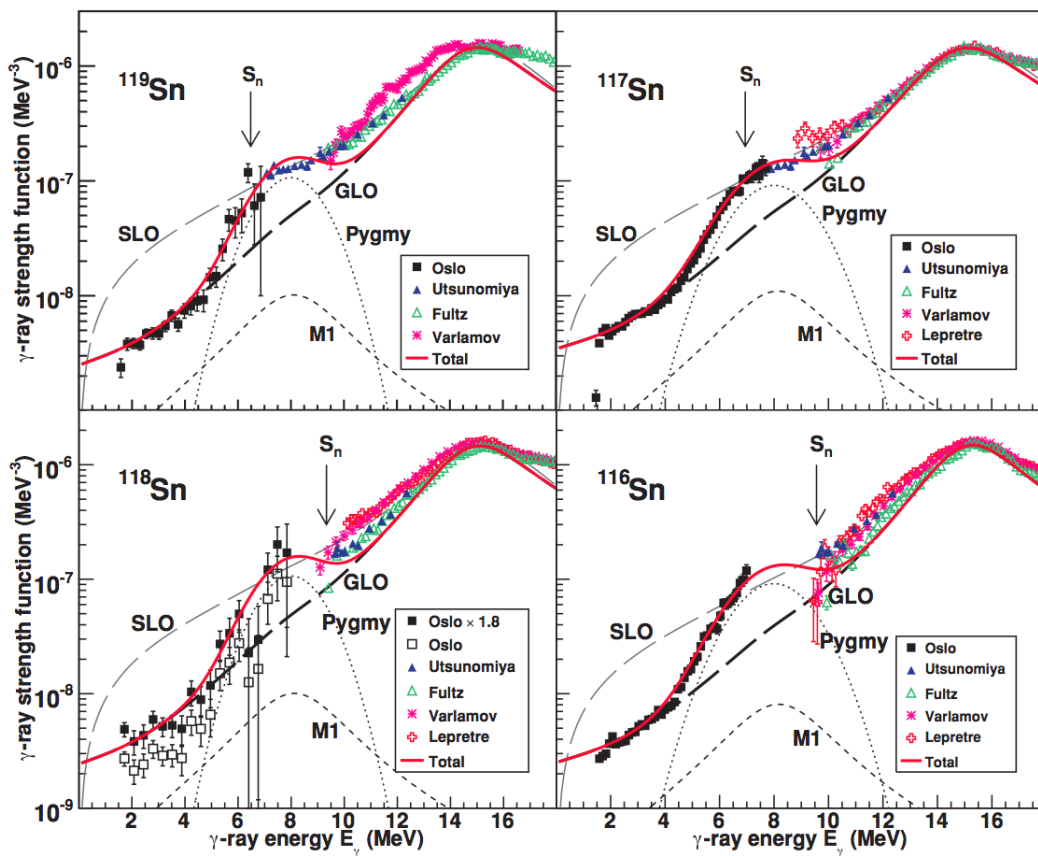 γ-ray strength function (MeV⁻³)
10⁻⁶
10⁻⁷
10⁻⁸
¹¹⁹Sn
Sₙ
SLO
GLO
Pygmy
M1
Oslo
Utsunomiya
Fultz
Varlamov
Total
¹¹⁷Sn
Sₙ
SLO
GLO
Pygmy
M1
Oslo
Utsunomiya
Fultz
Varlamov
Lepretre
Total
γ-ray strength function (MeV⁻³)
10⁻⁶
10⁻⁷
10⁻⁸
10⁻⁹
¹¹⁸Sn
Sₙ
SLO
GLO
Pygmy
M1
Oslo × 1.8
Oslo
Utsunomiya
Fultz
Varlamov
Lepretre
Total
2 4 6 8 10 12 14 16
γ-ray energy E_γ (MeV)
¹¹⁶Sn
Sₙ
SLO
GLO
Pygmy
M1
Oslo
Utsunomiya
Fultz
Varlamov
Lepretre
Total
2 4 6 8 10 12 14 16
γ-ray energy E_γ (MeV)